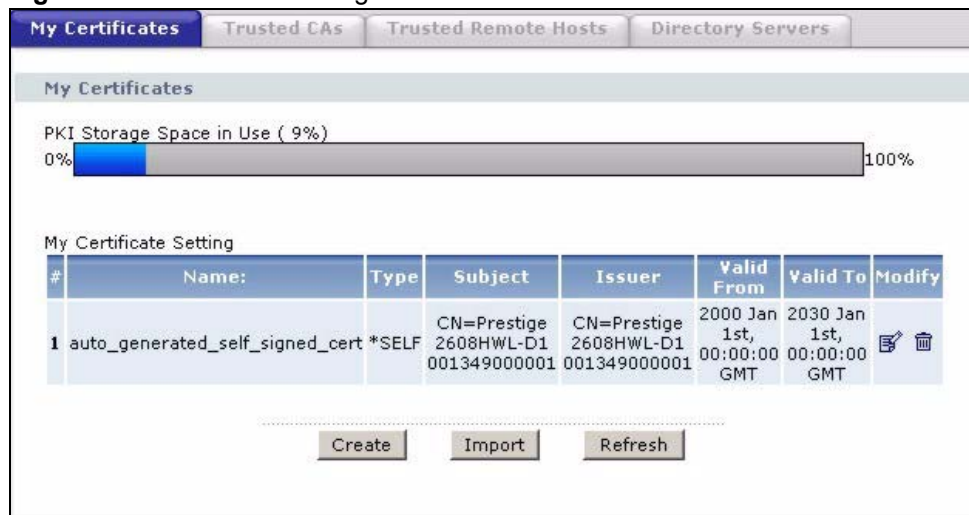 My Certificates Trusted CAs Trusted Remote Hosts Directory Servers
My Certificates
PKI Storage Space in Use ( 9%)
0% 100%
My Certificate Setting
# Name: Type Subject Issuer Valid From Valid To Modify
1 auto_generated_self_signed_cert *SELF CN=Prestige 2608HWL-D1 001349000001 CN=Prestige 2608HWL-D1 001349000001 2000 Jan 1st, 00:00:00 GMT 2030 Jan 1st, 00:00:00 GMT
Create Import Refresh